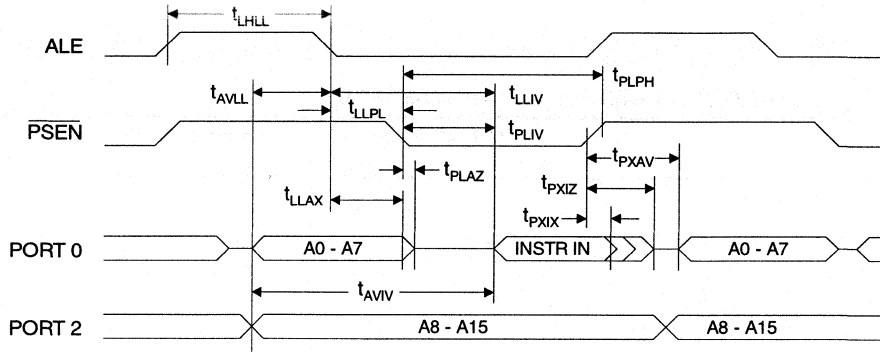 tLHLL
ALE
tAVLL
tLLIV
tPLPH
tLLPL
PSEN
tPLIV
tPXAV
tPLAZ
tLLAX
tPXIZ
tPXIX
PORT 0
A0 - A7
INSTR IN
A0 - A7
tAVIV
PORT 2
A8 - A15
A8 - A15